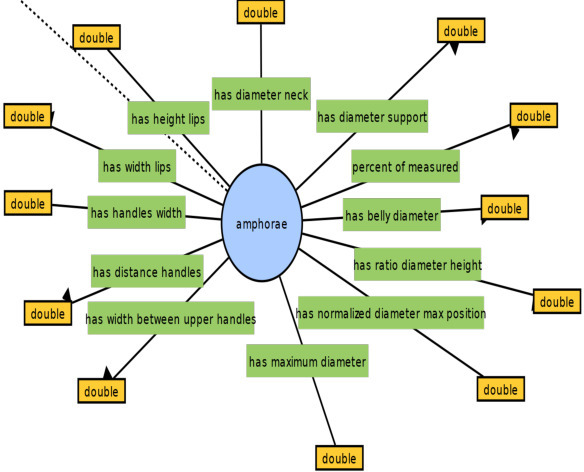 double
double
double
has diameter neck
double
has height lips
has diameter support
double
has width lips
percent of measured
double
has handles width
has belly diameter
double
amphorae
has distance handles
has ratio diameter height
double
double
has width between upper handles
has normalized diameter max position
has maximum diameter
double
double
double